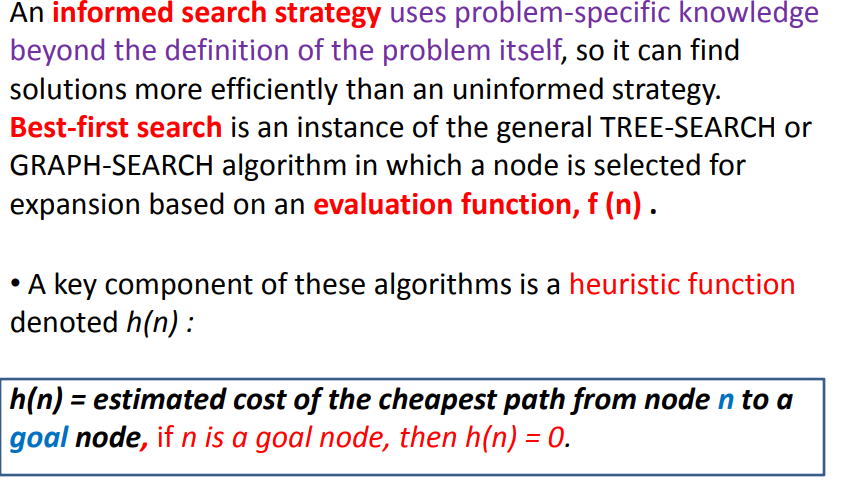 An informed search strategy uses problem-specific knowledge
beyond the definition of the problem itself, so it can find
solutions more efficiently than an uninformed strategy.
Best-first search is an instance of the general TREE-SEARCH or
GRAPH-SEARCH algorithm in which a node is selected for
expansion based on an evaluation function, f (n) .
• A key component of these algorithms is a heuristic function
denoted h(n) :
h(n) = estimated cost of the cheapest path from node n to a
goal node, if n is a goal node, then h(n) = 0.